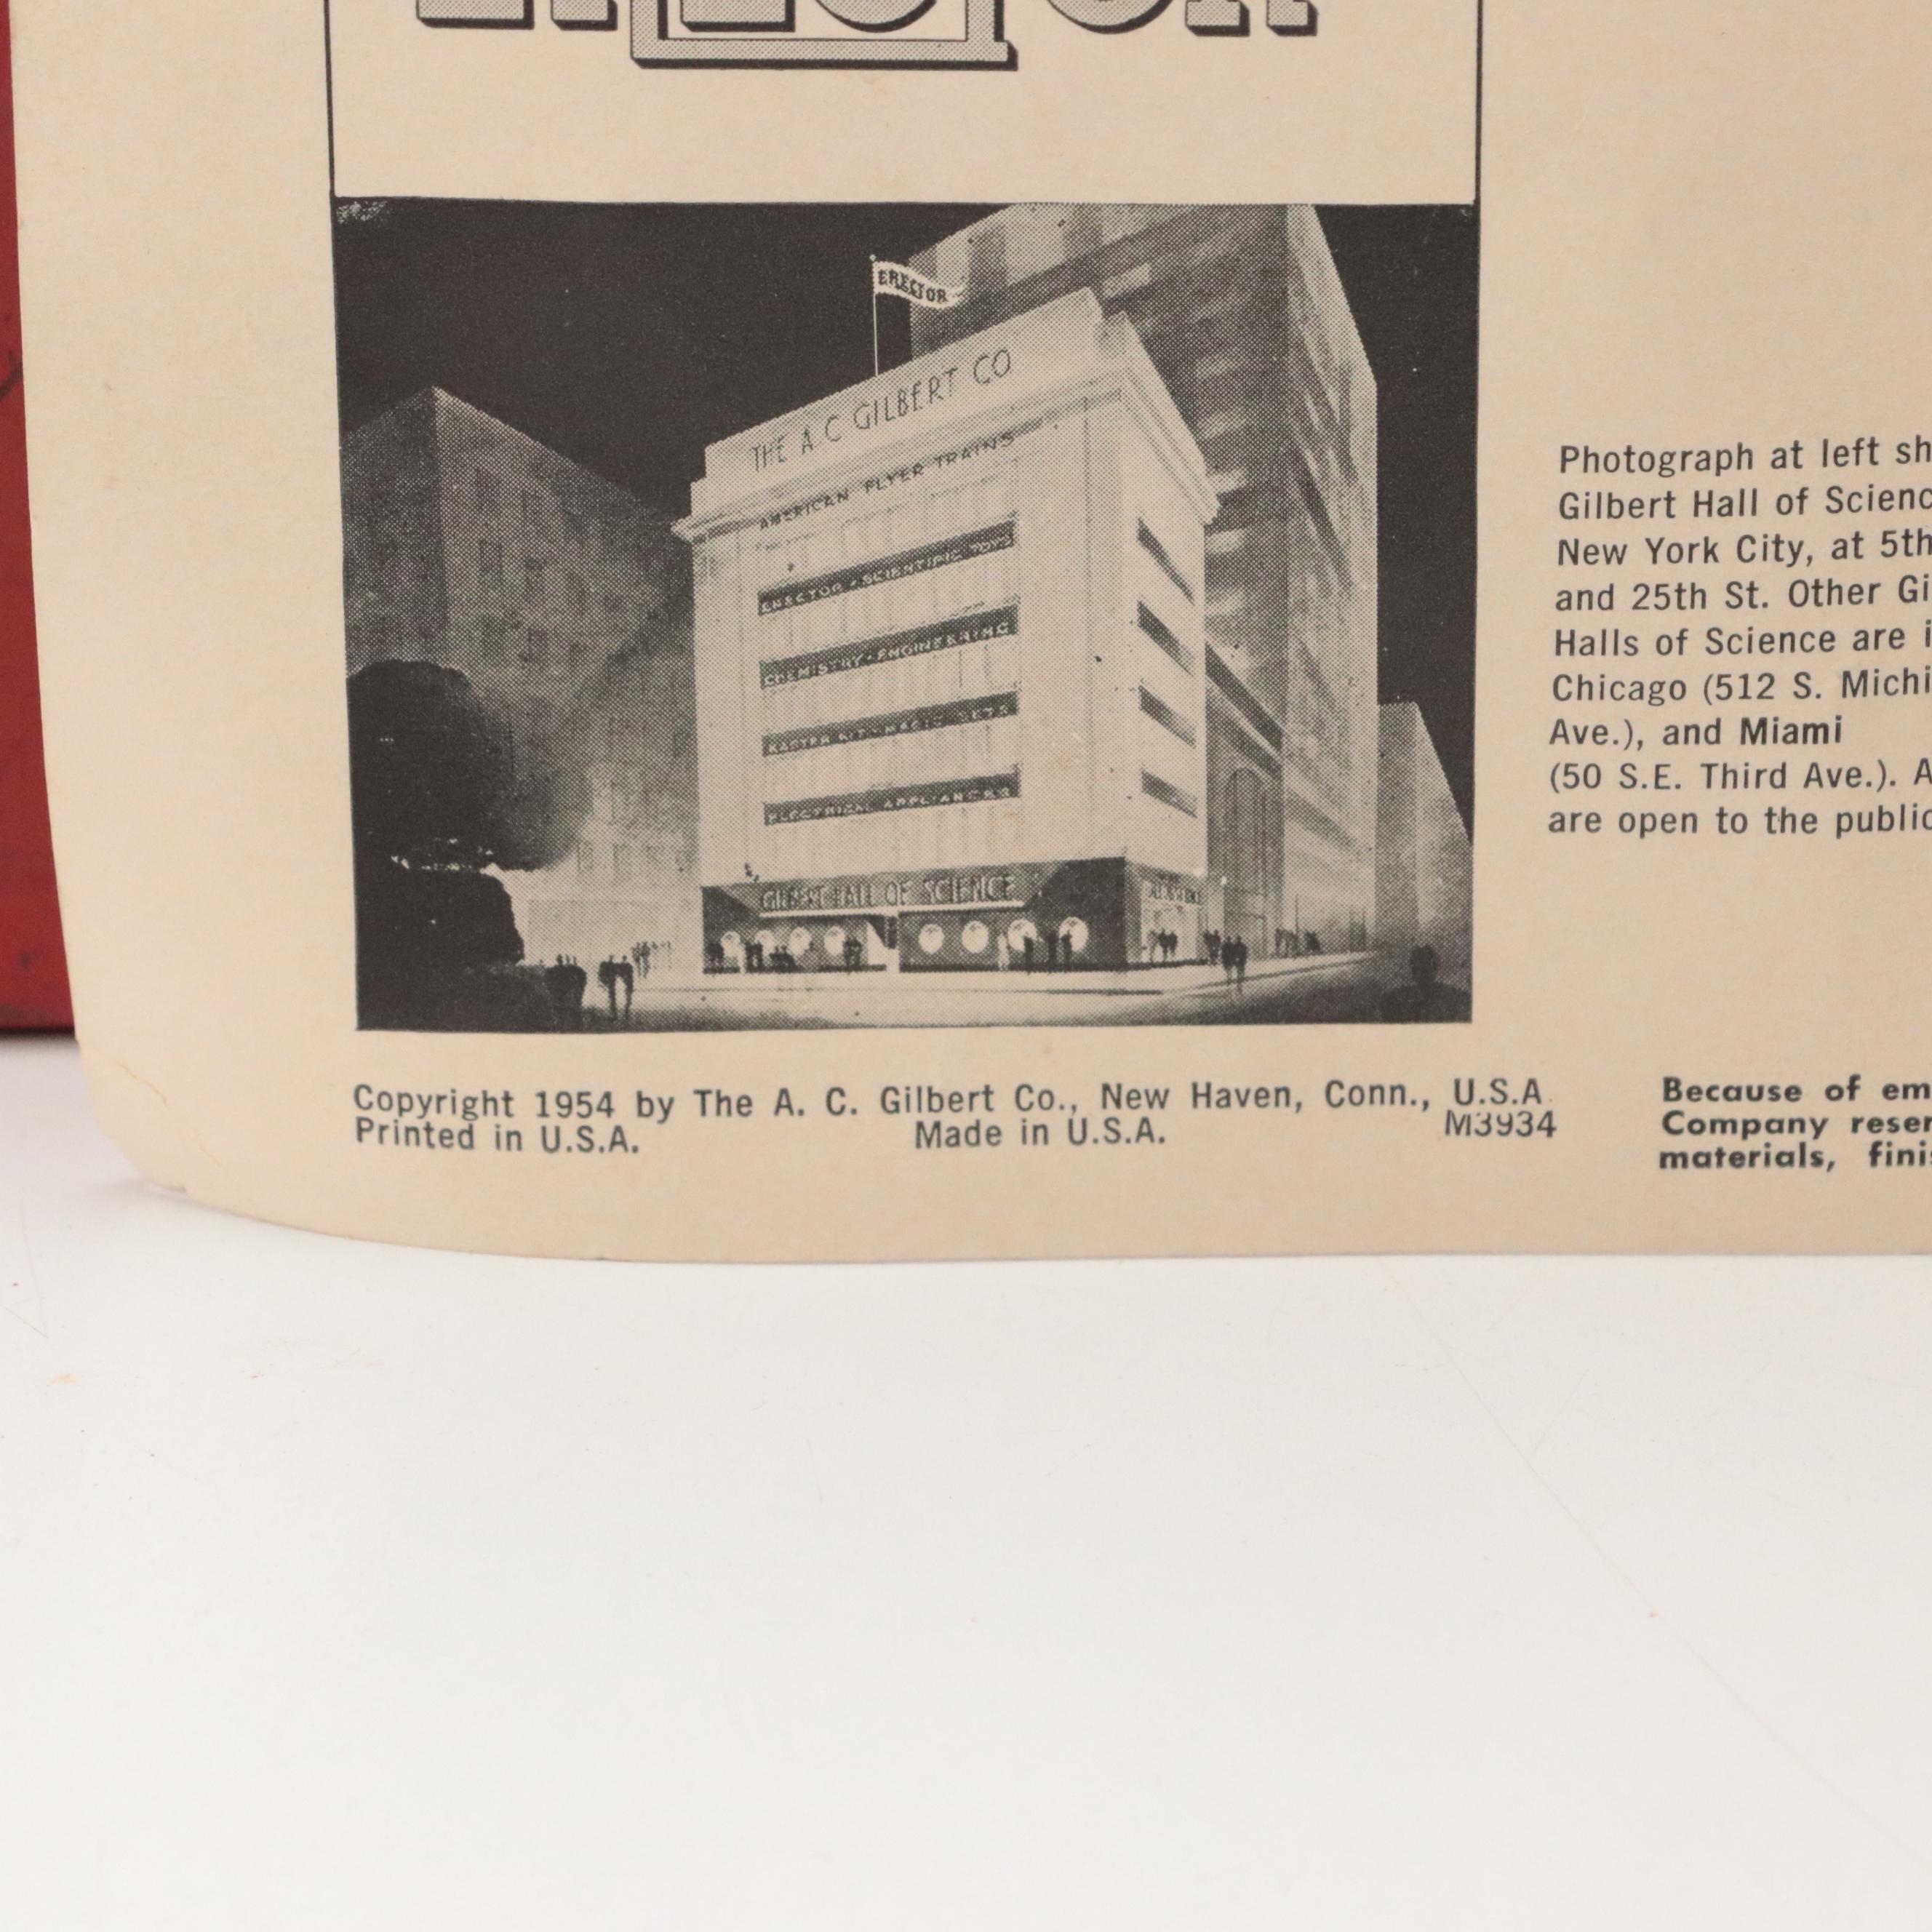 ERECTOR
THE A C GILBERT CO
AMERICAN FLYER TRAINS
ERECTOR - SCIENTIFIC TOYS
CHEMISTRY - ENGINEERING
MAGIC SETS
ELECTRICAL APPLIANCES
GILBERT HALL OF SCIENCE
Photograph at left sh
Gilbert Hall of Scienc
New York City, at 5th
and 25th St. Other Gi
Halls of Science are i
Chicago (512 S. Michi
Ave.), and Miami
(50 S.E. Third Ave.). A
are open to the public
Copyright 1954 by The A. C. Gilbert Co., New Haven, Conn., U.S.A.
Printed in U.S.A. Made in U.S.A. M3934
Because of em
Company reser
materials, finis